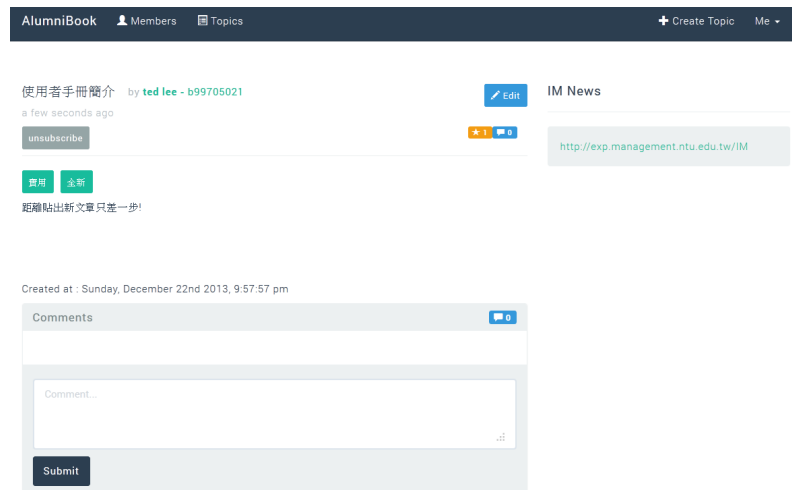 AlumniBook Members Topics Create Topic Me
使用者手冊簡介 by ted lee - b99705021
Edit
a few seconds ago
unsubscribe
1 0
實用 全新
距離貼出新文章只差一步!
Created at : Sunday, December 22nd 2013, 9:57:57 pm
Comments 0
Comment...
Submit
IM News
http://exp.management.ntu.edu.tw/IM